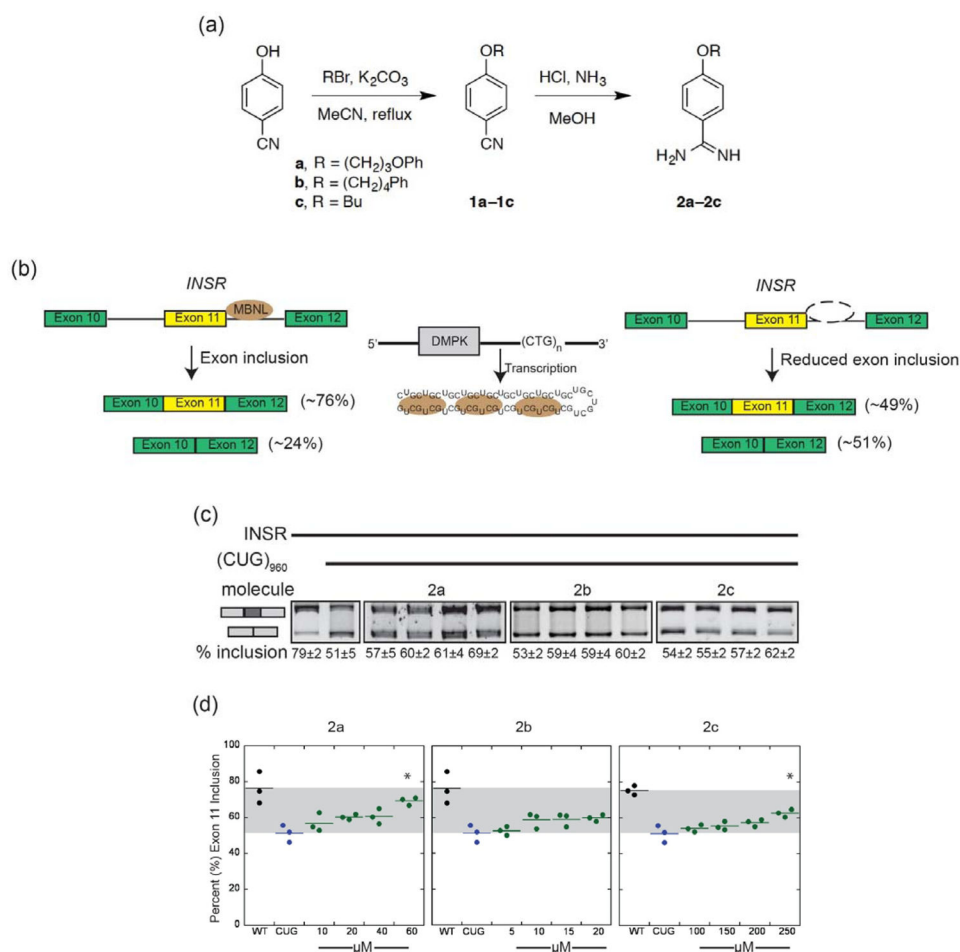 (a)
OH
CN
RBr, K2CO3
MeCN, reflux
a, R = (CH2)3OPh
b, R = (CH2)4Ph
c, R = Bu
OR
CN
1a–1c
HCl, NH3
MeOH
OR
H2N
NH
2a–2c
(b)
INSR
Exon 10
Exon 11
MBNL
Exon 12
Exon inclusion
Exon 10 Exon 11 Exon 12 (~76%)
Exon 10 Exon 12 (~24%)
5' DMPK (CTG)n 3'
Transcription
INSR
Exon 10
Exon 11
Exon 12
Reduced exon inclusion
Exon 10 Exon 11 Exon 12 (~49%)
Exon 10 Exon 12 (~51%)
(c)
INSR
(CUG)960
molecule 2a 2b 2c
% inclusion 79±2 51±5 57±5 60±2 61±4 69±2 53±2 59±4 59±4 60±2 54±2 55±2 57±2 62±2
(d)
2a 2b 2c
Percent (%) Exon 11 Inclusion
100
80
60
40
20
0
* *
WT CUG 10 20 40 60 WT CUG 5 10 15 20 WT CUG 100 150 200 250
µM µM µM